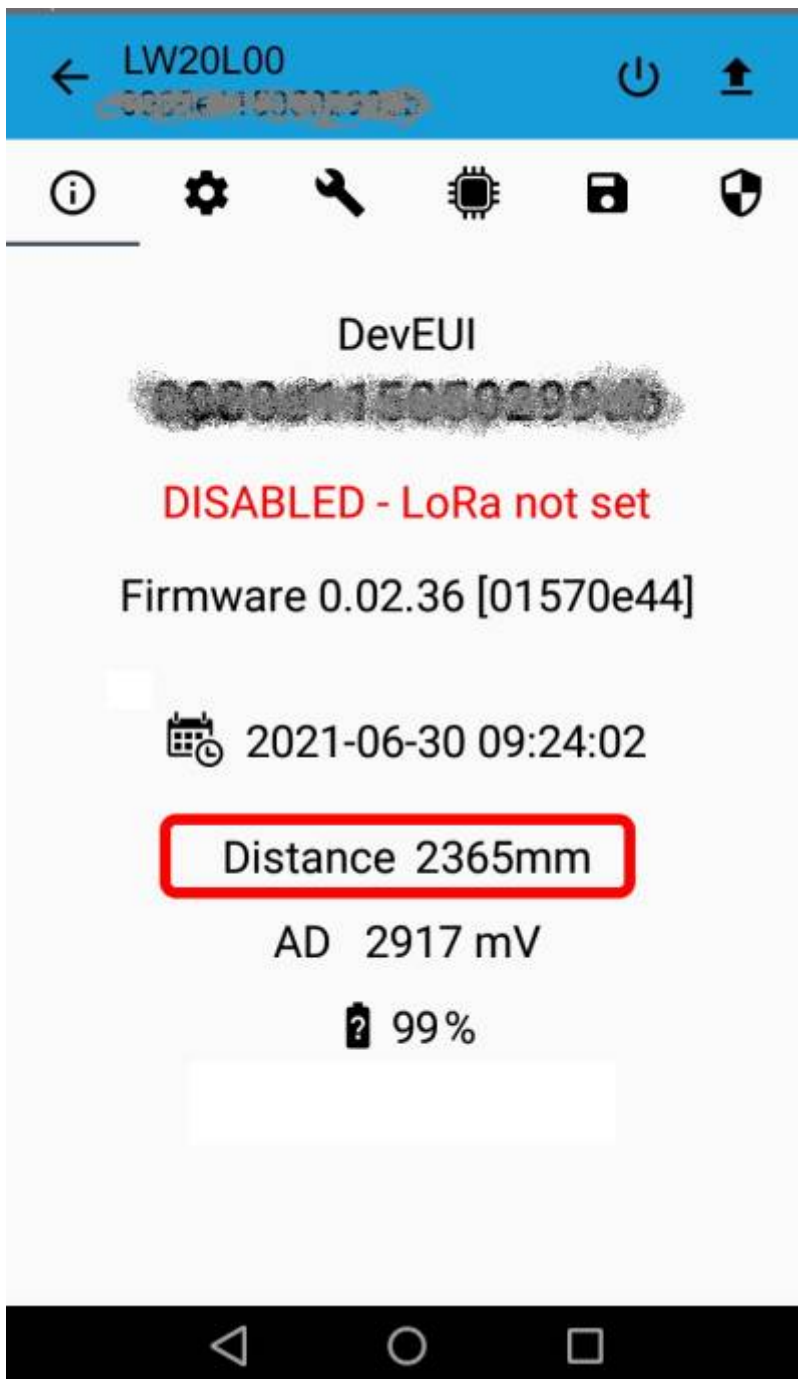 LW20L00
DevEUI
DISABLED - LoRa not set
Firmware 0.02.36 [01570e44]
2021-06-30 09:24:02
Distance 2365mm
AD 2917 mV
? 99%